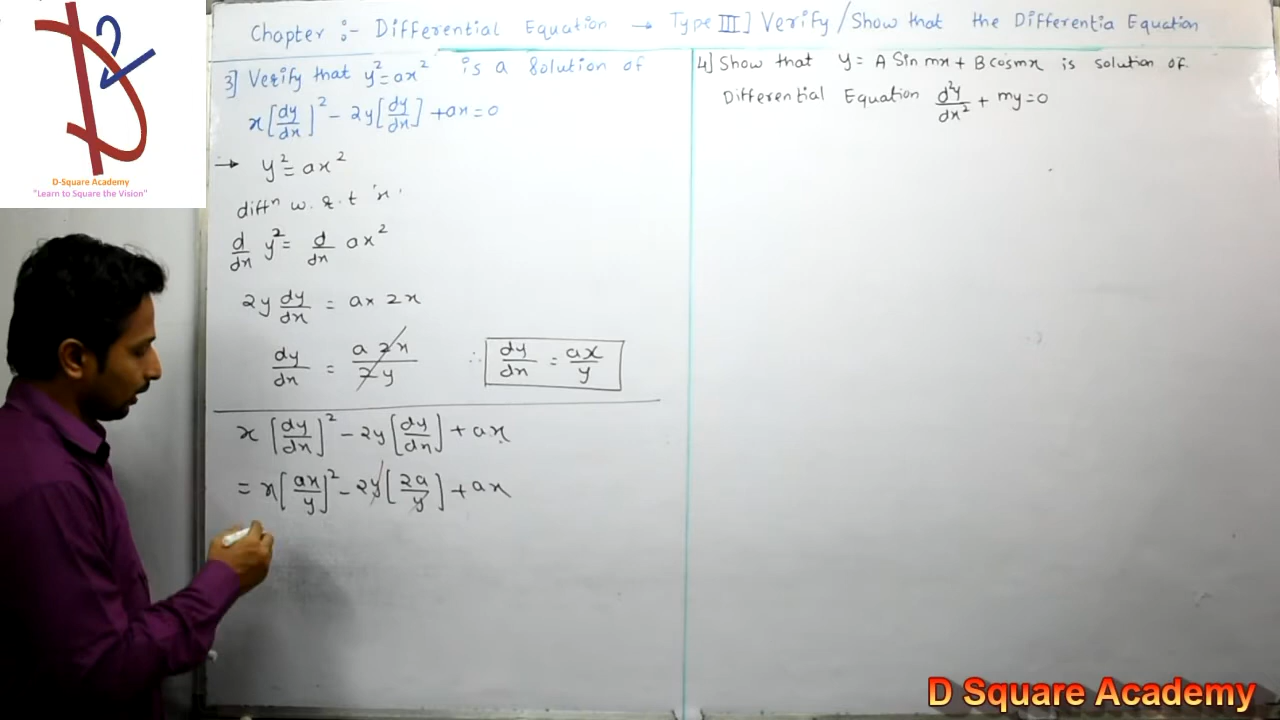 Chapter :- Differential Equation → Type III] Verify/Show that the Differentia Equation
D-Square Academy
"Learn to Square the Vision"
3] Verify that y² = ax² is a Solution of
x[dy/dx]² - 2y[dy/dx] + ax = 0
→ y² = ax²
diffⁿ w.r.t 'x'
d/dx y² = d/dx ax²
2y dy/dx = a x 2x
dy/dx = a 2x / 2y ∴ dy/dx = ax/y
x[dy/dx]² - 2y[dy/dx] + ax
= x[ax/y]² - 2y[2a/y] + ax
4] Show that y = A Sin mx + B cos mx is solution of
Differential Equation d²y/dx² + my = 0
D Square Academy